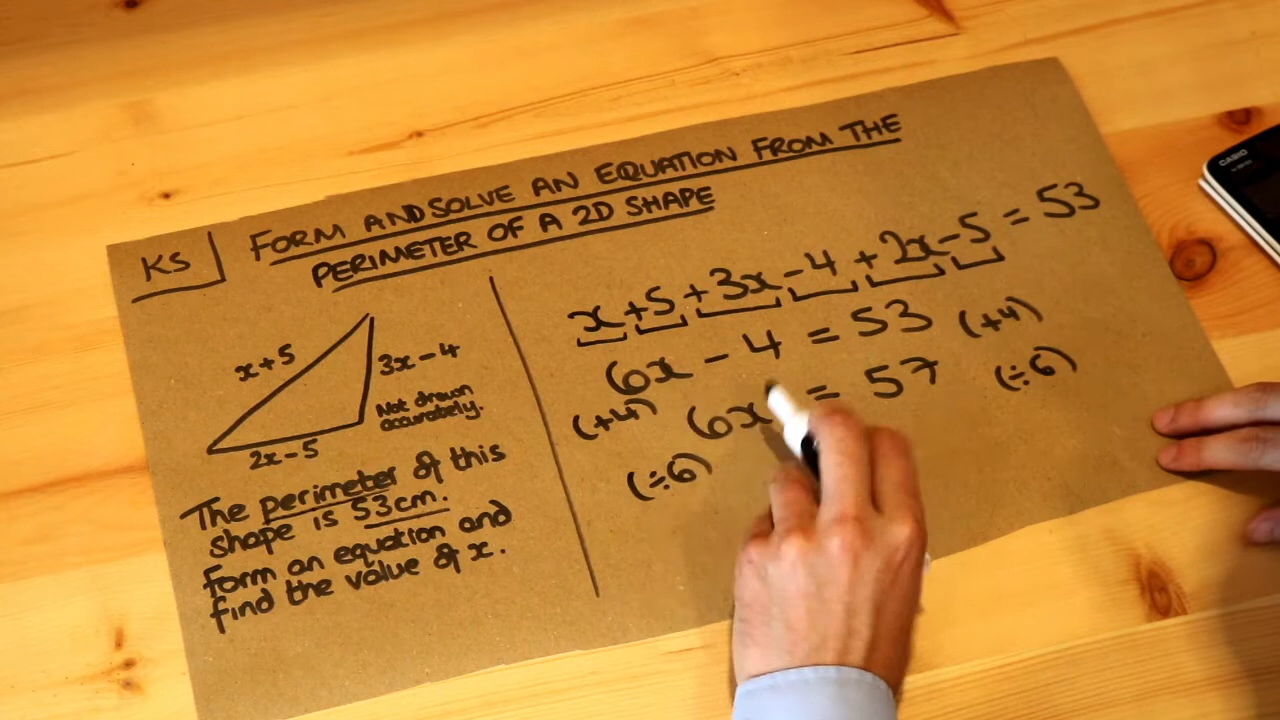 KS
FORM AND SOLVE AN EQUATION FROM THE
PERIMETER OF A 2D SHAPE
x+5
3x-4
Not drawn
accurately.
2x-5
The perimeter of this
shape is 53cm.
Form an equation and
find the value of x.
x+5+3x-4+2x-5=53
6x-4=53 (+4)
(+4) 6x=57 (÷6)
(÷6)
CASIO